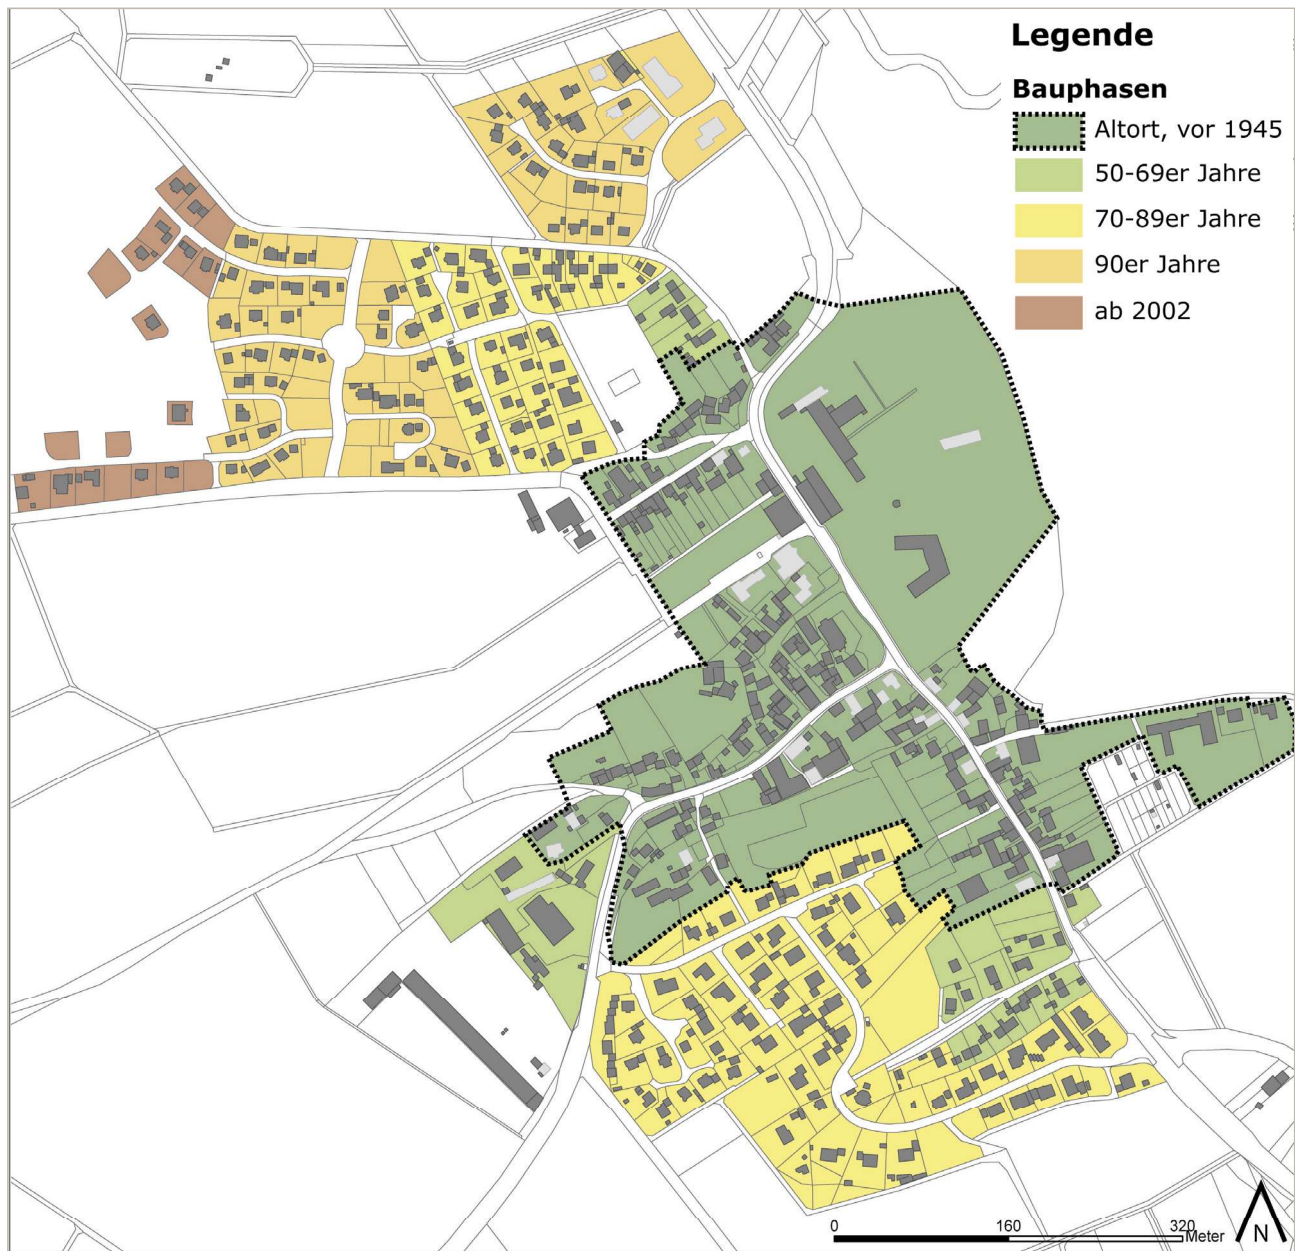 Legende
Bauphasen
Altort, vor 1945
50-69er Jahre
70-89er Jahre
90er Jahre
ab 2002
0 160 320 Meter
N